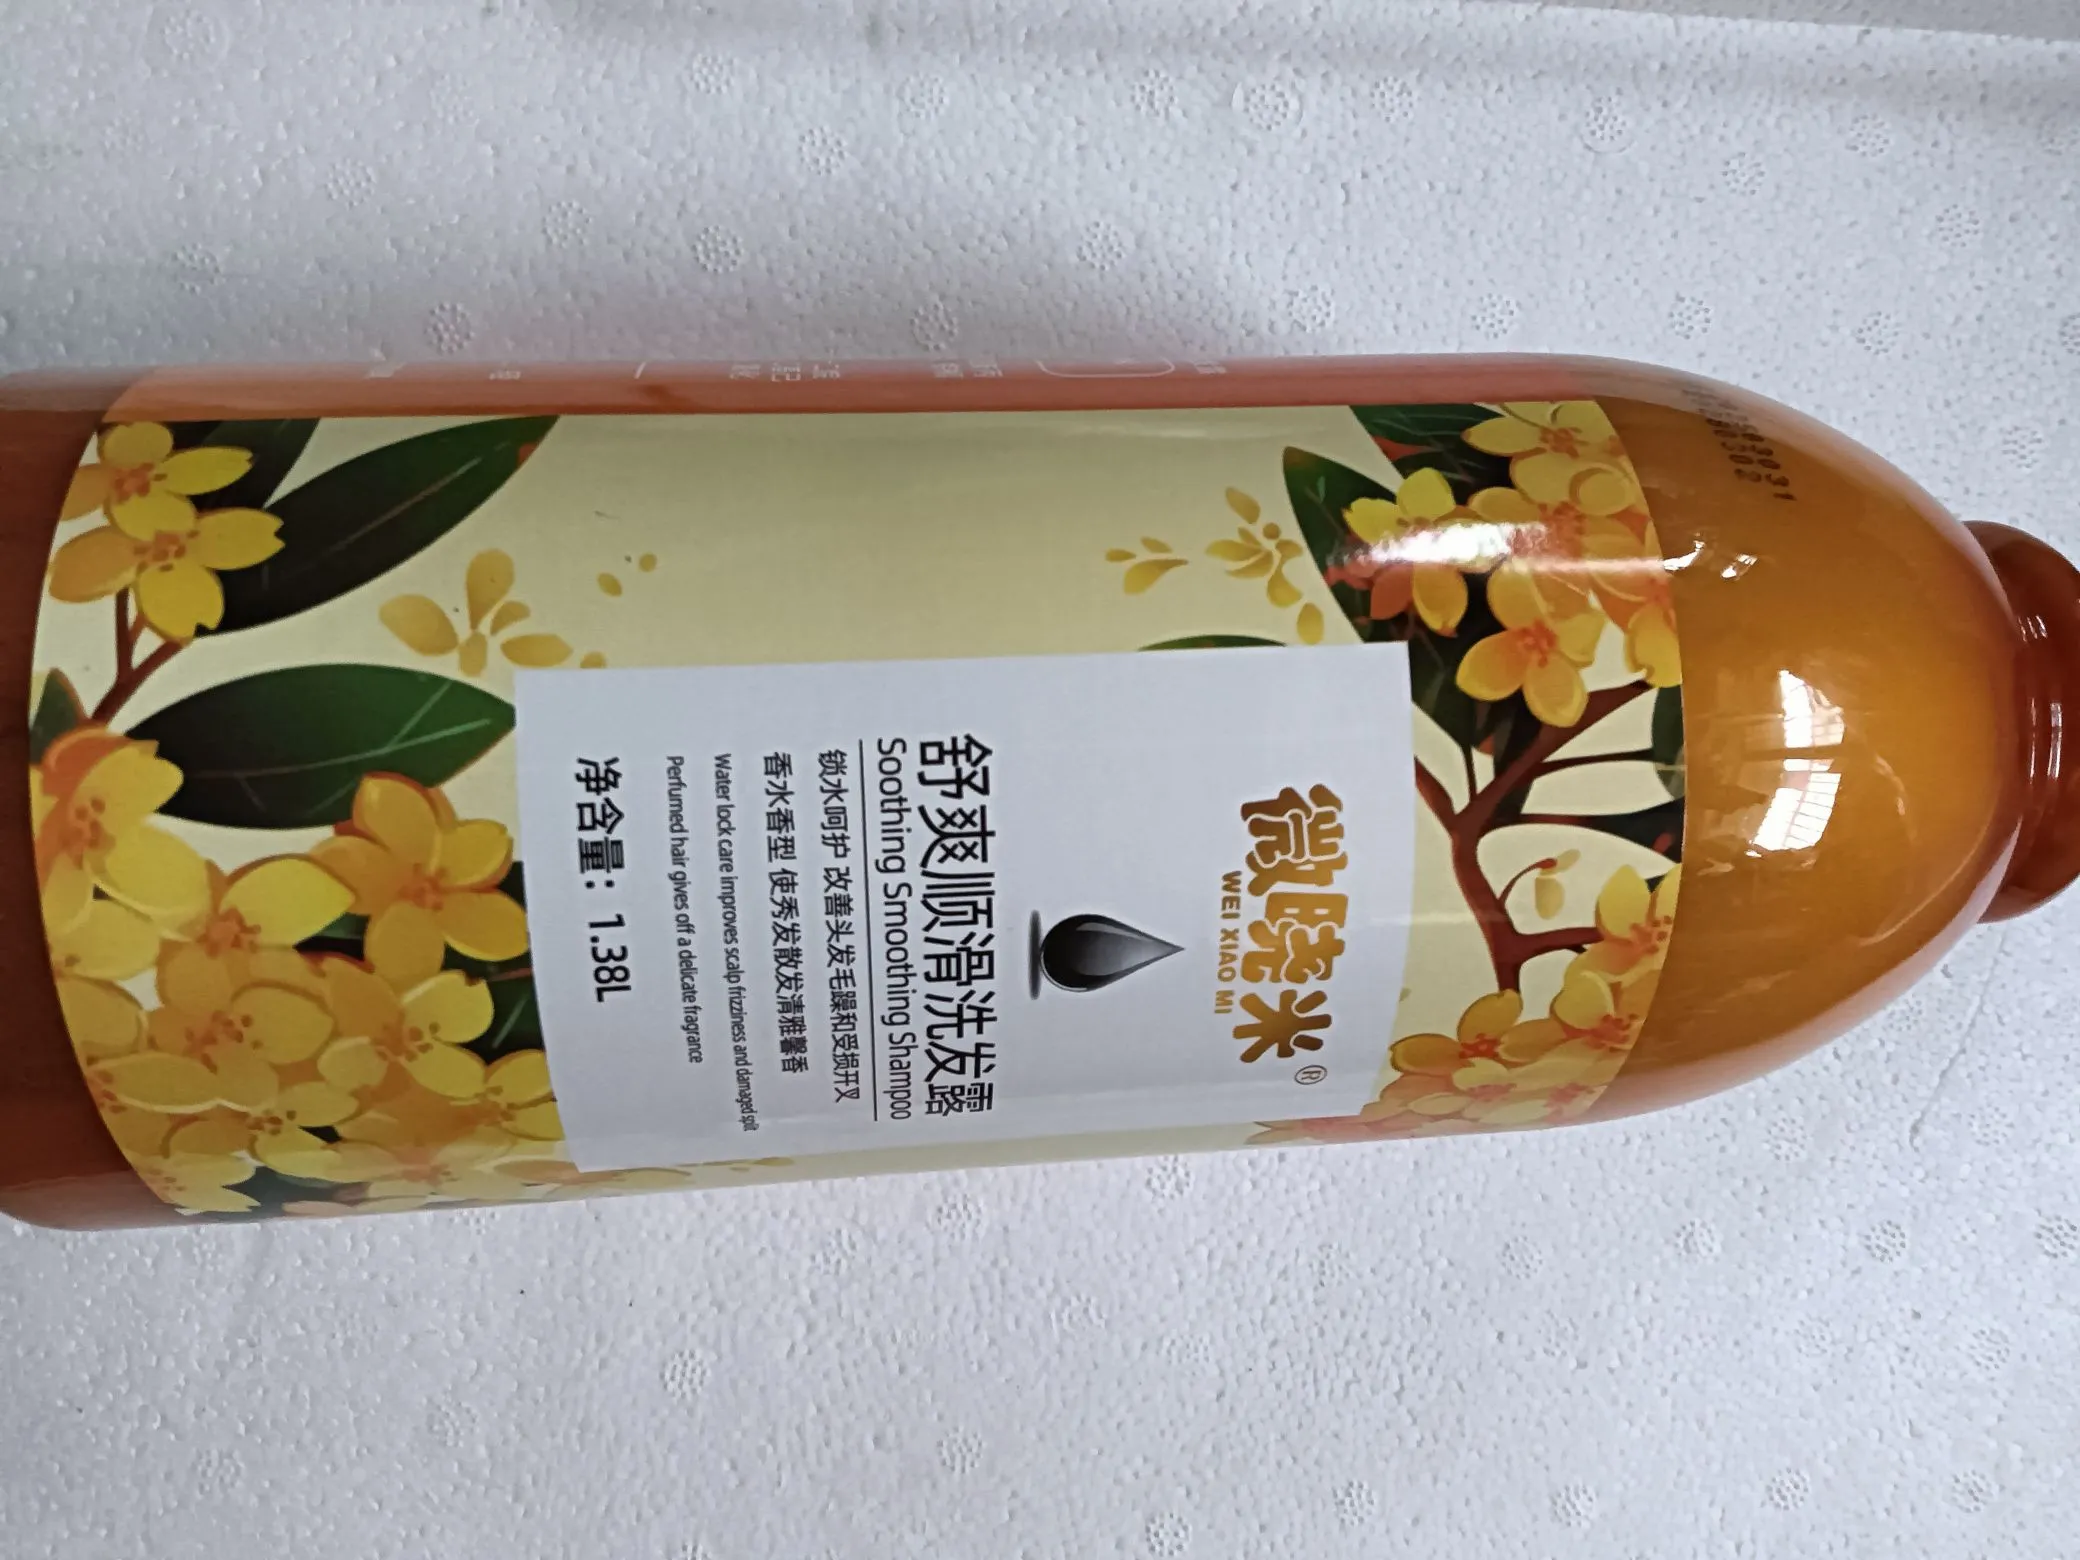 微晓米®
WEI XIAO MI
舒爽顺滑洗发露
Soothing Smoothing Shampoo
锁水呵护 改善头发毛躁和受损开叉
香水香型 使秀发散发清雅馨香
Water lock care improves scalp frizziness and damaged split
Perfumed hair gives off a delicate fragrance
净含量：1.38L